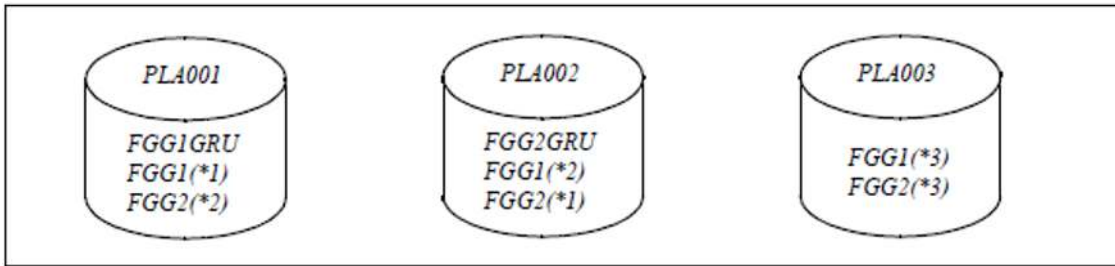 PLA001
FGG1GRU
FGG1(*1)
FGG2(*2)
PLA002
FGG2GRU
FGG1(*2)
FGG2(*1)
PLA003
FGG1(*3)
FGG2(*3)